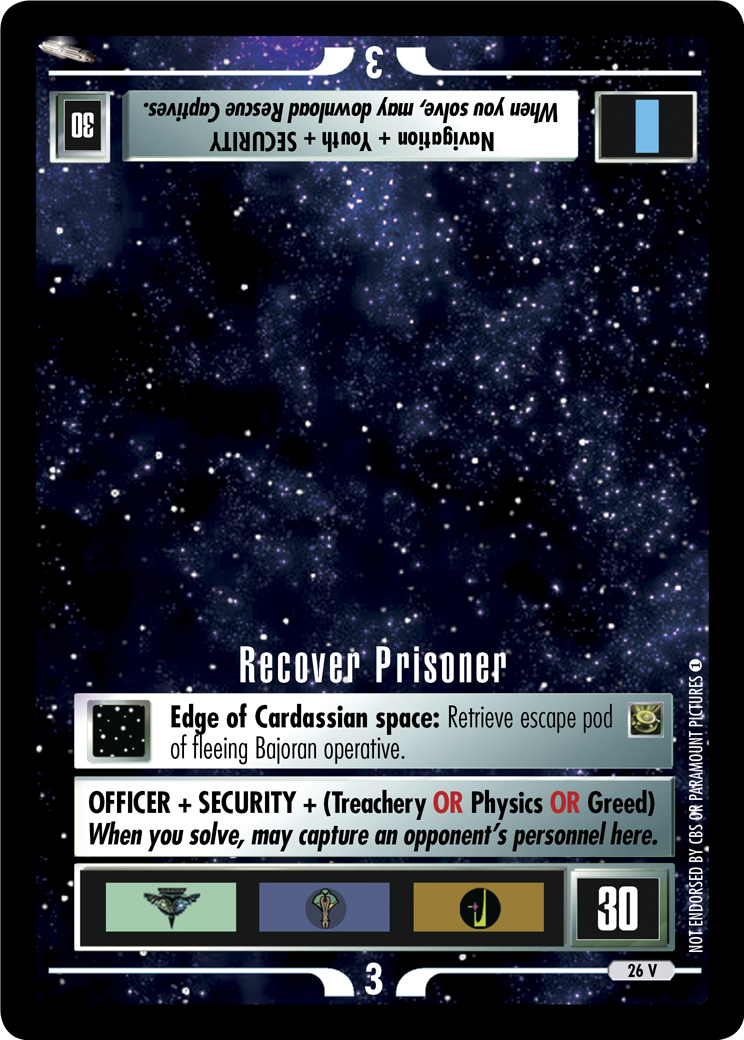 3
30
Navigation + Youth + SECURITY
When you solve, may download Rescue Captives.
Recover Prisoner
Edge of Cardassian space: Retrieve escape pod
of fleeing Bajoran operative.
OFFICER + SECURITY + (Treachery OR Physics OR Greed)
When you solve, may capture an opponent's personnel here.
30
3
26 V
NOT ENDORSED BY CBS OR PARAMOUNT PICTURES 1